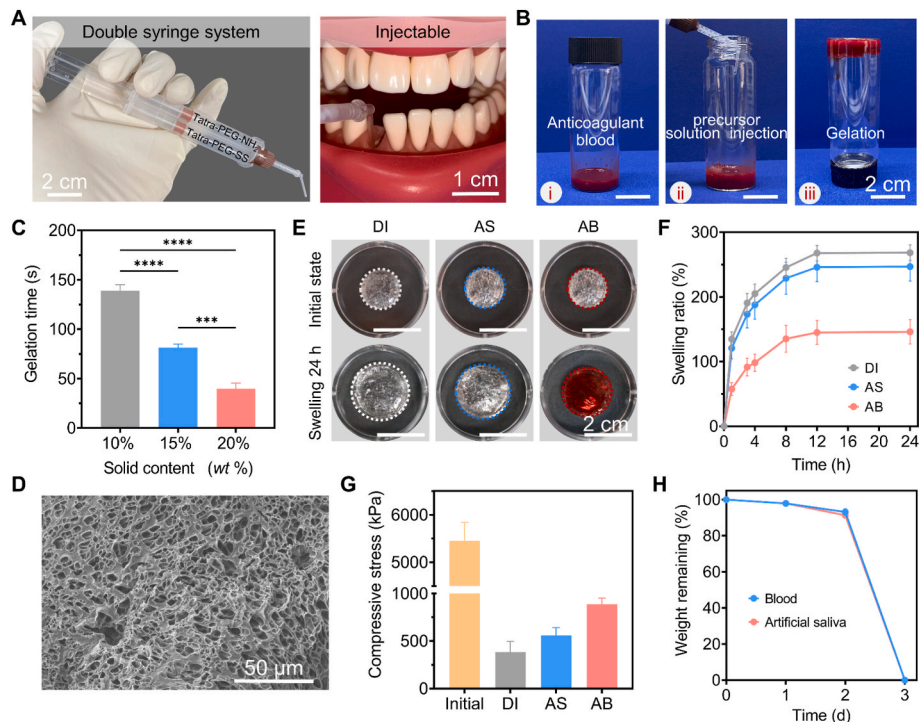 A
Double syringe system
Tatra-PEG-NH2
Tatra-PEG-SS
2 cm
Injectable
1 cm
B
Anticoagulant
blood
i
precursor
solution injection
ii
Gelation
2 cm
iii
C
Gelation time (s)
200
150
100
50
0
****
****
***
10% 15% 20%
Solid content (wt %)
D
50 μm
E
DI AS AB
Initial state
Swelling 24 h
2 cm
F
Swelling ratio (%)
300
200
100
0
DI
AS
AB
0 4 8 12 16 20 24
Time (h)
G
Compressive stress (kPa)
6000
5000
1000
500
0
Initial DI AS AB
H
Weight remaining (%)
100
80
60
40
20
0
Blood
Artificial saliva
0 1 2 3
Time (d)